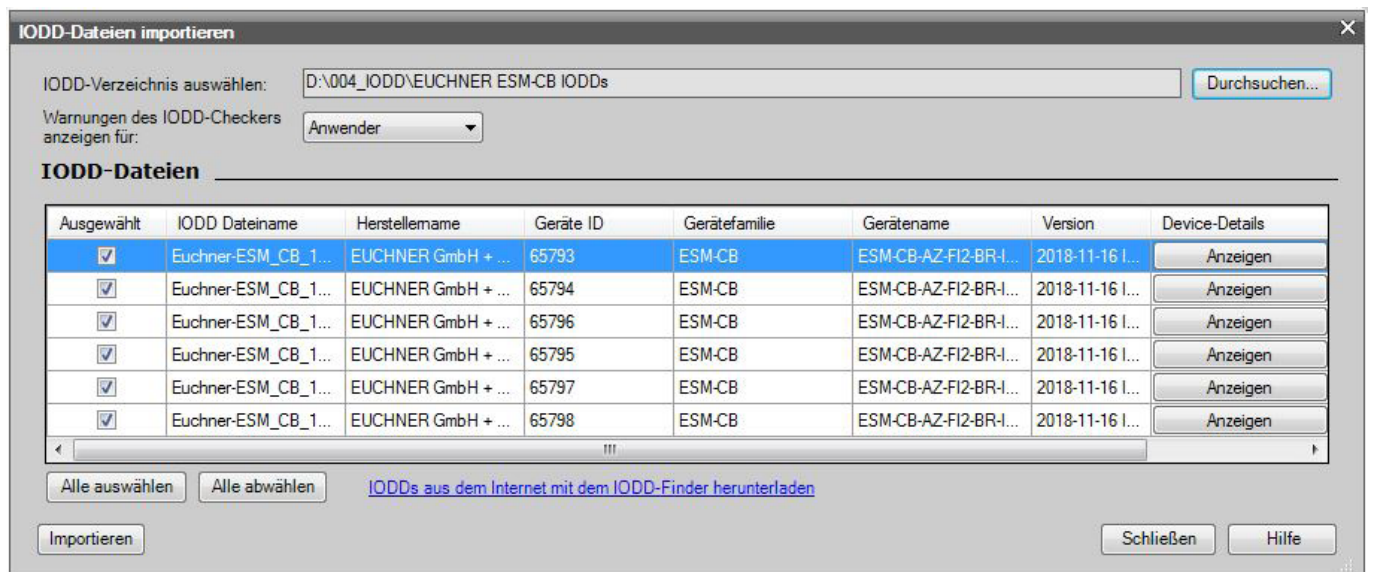 IODD-Dateien importieren
IODD-Verzeichnis auswählen: D:\004_IODD\EUCHNER ESM-CB IODDs Durchsuchen...
Warnungen des IODD-Checkers
anzeigen für: Anwender
IODD-Dateien
Ausgewählt IODD Dateiname Herstellername Geräte ID Gerätefamilie Gerätename Version Device-Details
Euchner-ESM_CB_1... EUCHNER GmbH + ... 65793 ESM-CB ESM-CB-AZ-FI2-BR-I... 2018-11-16 I... Anzeigen
Euchner-ESM_CB_1... EUCHNER GmbH + ... 65794 ESM-CB ESM-CB-AZ-FI2-BR-I... 2018-11-16 I... Anzeigen
Euchner-ESM_CB_1... EUCHNER GmbH + ... 65796 ESM-CB ESM-CB-AZ-FI2-BR-I... 2018-11-16 I... Anzeigen
Euchner-ESM_CB_1... EUCHNER GmbH + ... 65795 ESM-CB ESM-CB-AZ-FI2-BR-I... 2018-11-16 I... Anzeigen
Euchner-ESM_CB_1... EUCHNER GmbH + ... 65797 ESM-CB ESM-CB-AZ-FI2-BR-I... 2018-11-16 I... Anzeigen
Euchner-ESM_CB_1... EUCHNER GmbH + ... 65798 ESM-CB ESM-CB-AZ-FI2-BR-I... 2018-11-16 I... Anzeigen
Alle auswählen Alle abwählen IODDs aus dem Internet mit dem IODD-Finder herunterladen
Importieren Schließen Hilfe